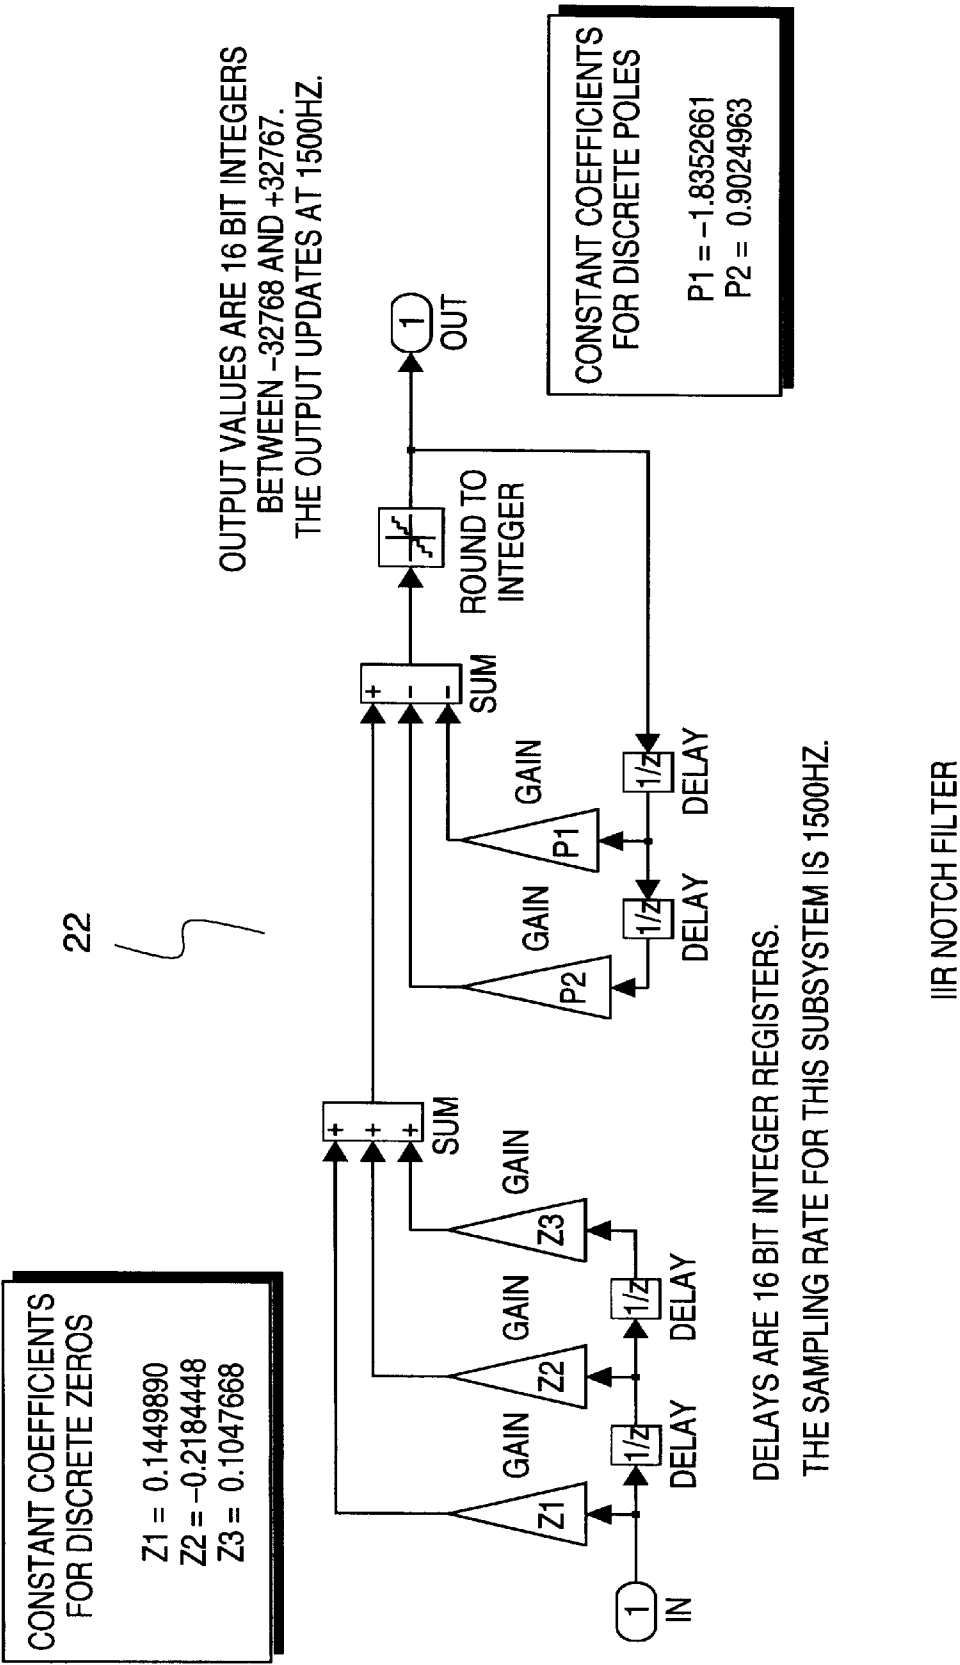 CONSTANT COEFFICIENTS
FOR DISCRETE ZEROS
Z1 = 0.1449890
Z2 = −0.2184448
Z3 = 0.1047668
22
OUTPUT VALUES ARE 16 BIT INTEGERS
BETWEEN −32768 AND +32767.
THE OUTPUT UPDATES AT 1500HZ.
1
IN
Z1
GAIN
1/z
DELAY
Z2
GAIN
1/z
DELAY
Z3
GAIN
+
+
+
SUM
P2
GAIN
1/z
DELAY
P1
GAIN
1/z
DELAY
+
−
−
SUM
ROUND TO
INTEGER
1
OUT
CONSTANT COEFFICIENTS
FOR DISCRETE POLES
P1 = −1.8352661
P2 = 0.9024963
DELAYS ARE 16 BIT INTEGER REGISTERS.
THE SAMPLING RATE FOR THIS SUBSYSTEM IS 1500HZ.
IIR NOTCH FILTER